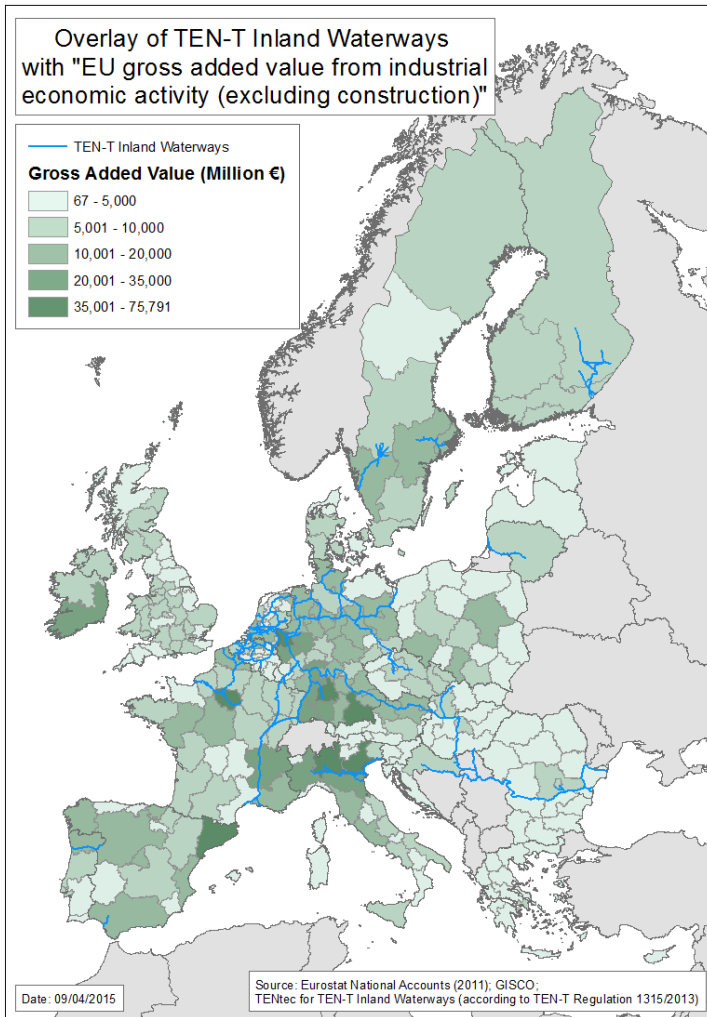 Overlay of TEN-T Inland Waterways
with "EU gross added value from industrial
economic activity (excluding construction)"
TEN-T Inland Waterways
Gross Added Value (Million €)
67 - 5,000
5,001 - 10,000
10,001 - 20,000
20,001 - 35,000
35,001 - 75,791
Date: 09/04/2015
Source: Eurostat National Accounts (2011); GISCO;
TENtec for TEN-T Inland Waterways (according to TEN-T Regulation 1315/2013)